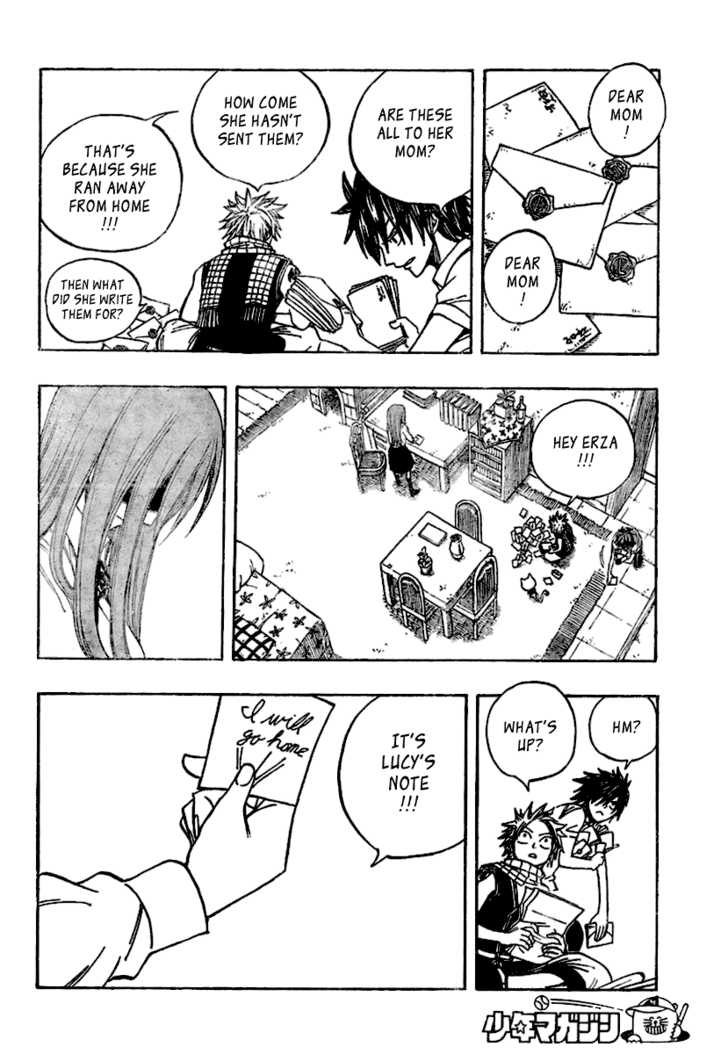 DEAR
MOM
!
DEAR
MOM
!
ARE THESE
ALL TO HER
MOM?
HOW COME
SHE HASN'T
SENT THEM?
THAT'S
BECAUSE SHE
RAN AWAY
FROM HOME
!!!
THEN WHAT
DID SHE WRITE
THEM FOR?
HEY ERZA
!!!
HM?
WHAT'S
UP?
IT'S
LUCY'S
NOTE
!!!
I will
go home
少年マガジン